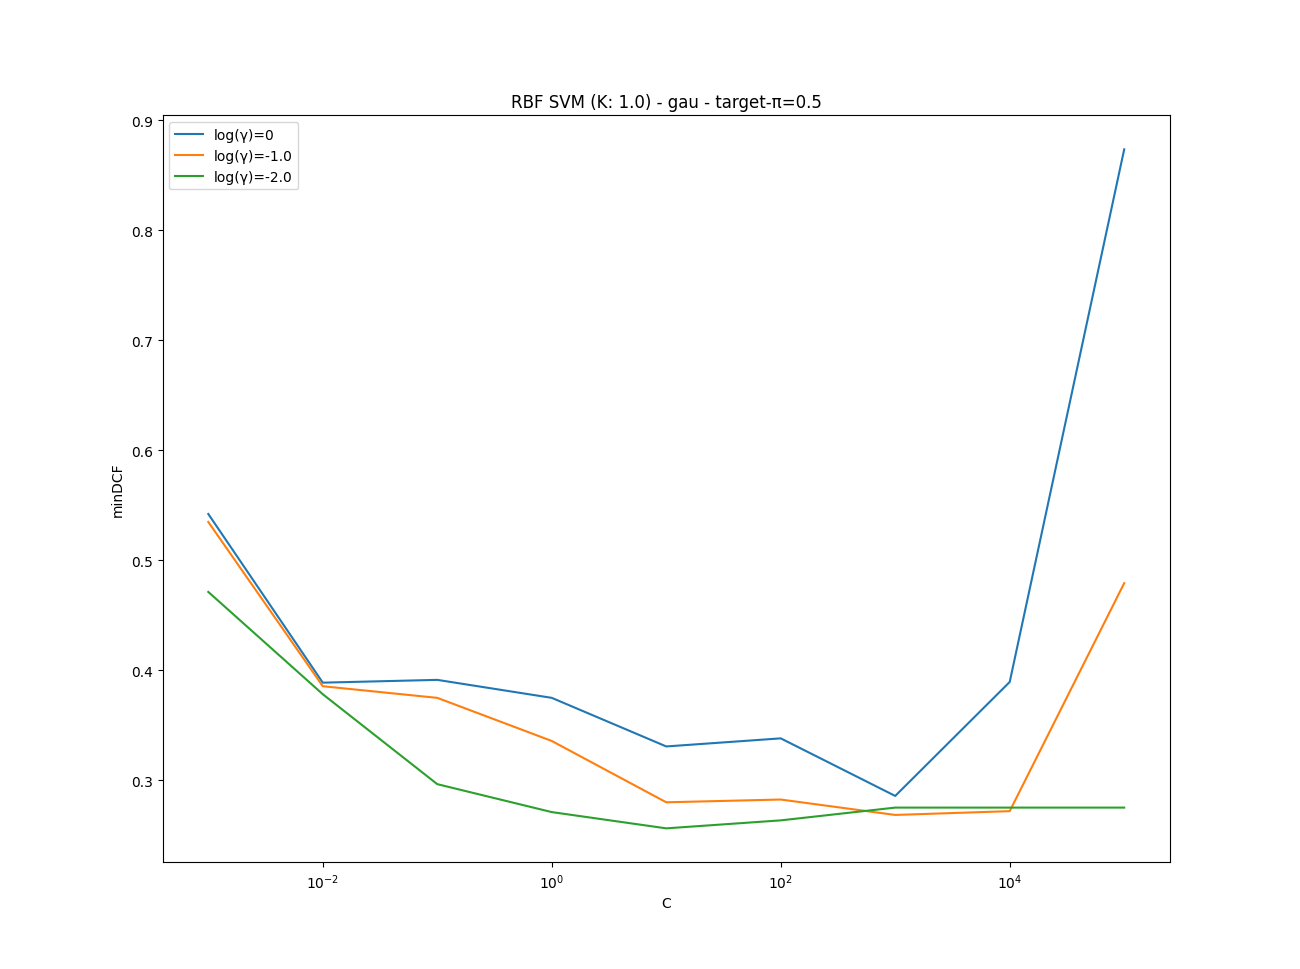 RBF SVM (K: 1.0) - gau - target-π=0.5
log(γ)=0
log(γ)=-1.0
log(γ)=-2.0
minDCF
0.9
0.8
0.7
0.6
0.5
0.4
0.3
10⁻² 10⁰ 10² 10⁴
C